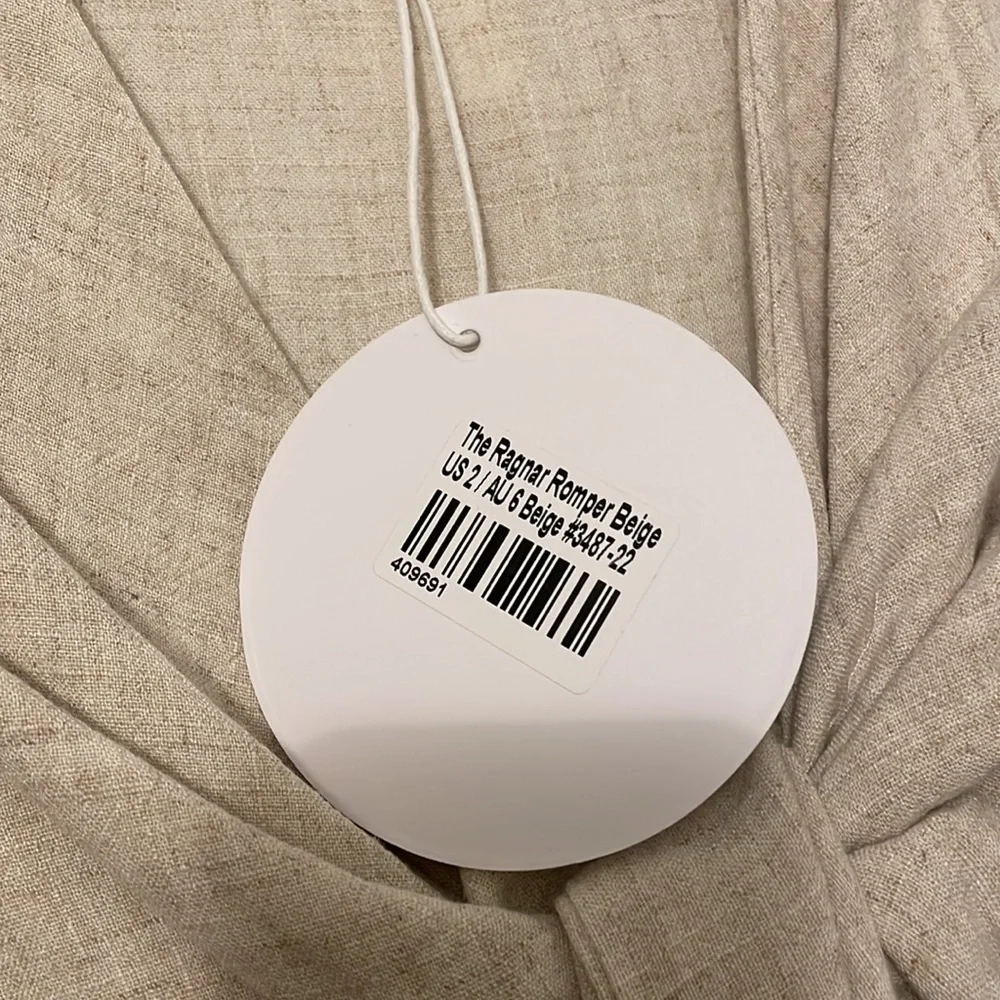 The Ragnar Romper Beige
US 2 / AU 6 Beige #3487-22
409691